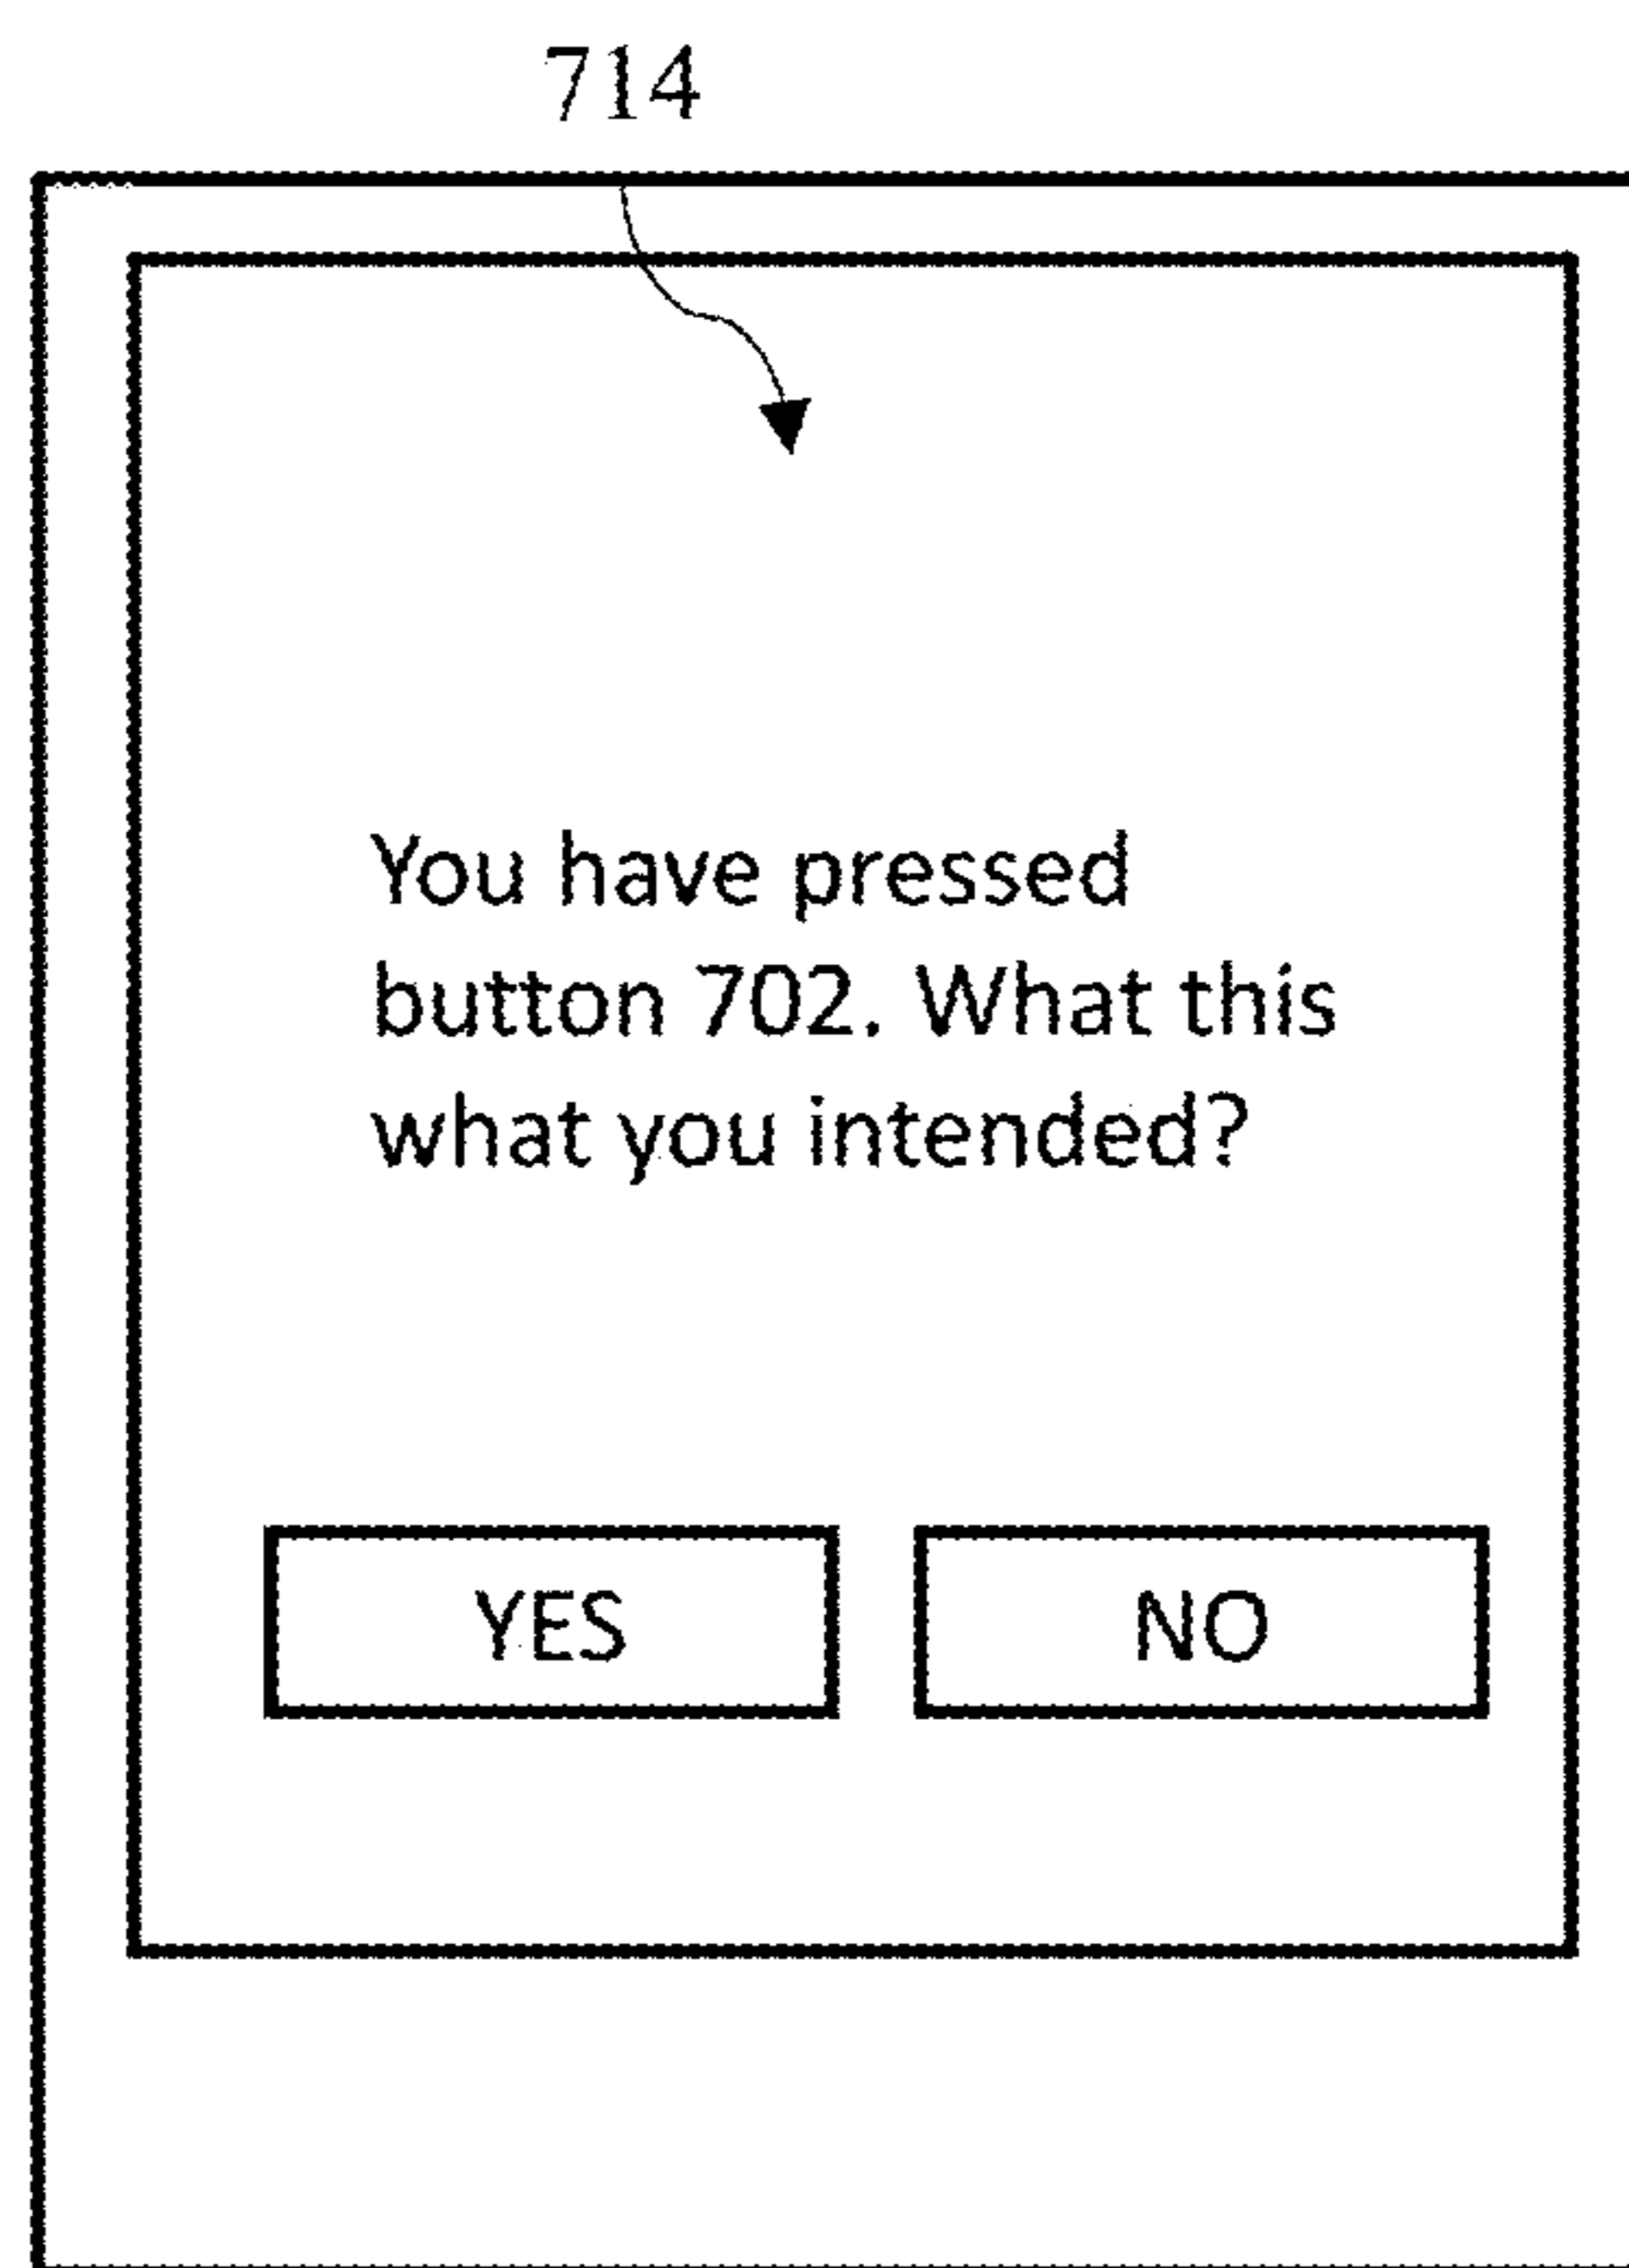 714
You have pressed
button 702. What this
what you intended?
YES
NO